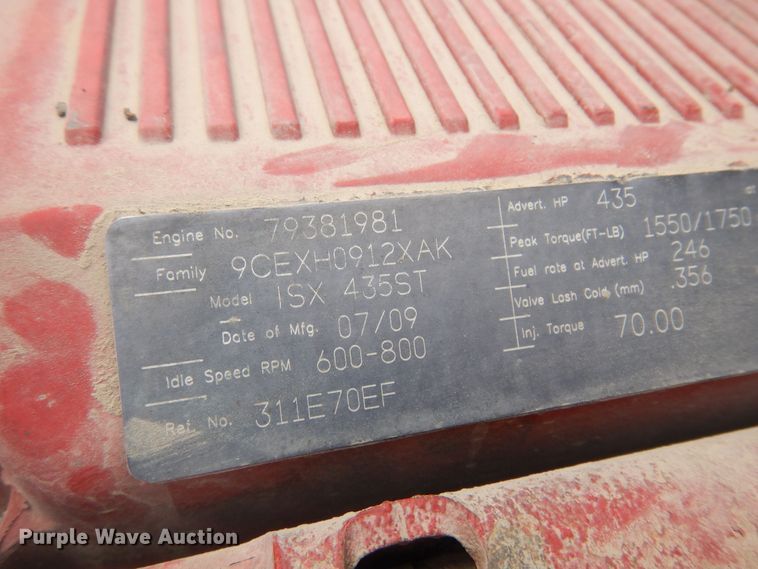 Engine No. 79381981
Family 9CEXH0912XAK
Model ISX 435ST
Date of Mfg. 07/09
Idle Speed RPM 600-800
Ref. No. 311E70EF
Advert. HP 435
Peak Torque(FT-LB) 1550/1750
Fuel rate at Advert. HP 246
Valve Lash Cold (mm) .356
Inj. Torque 70.00
Purple Wave Auction